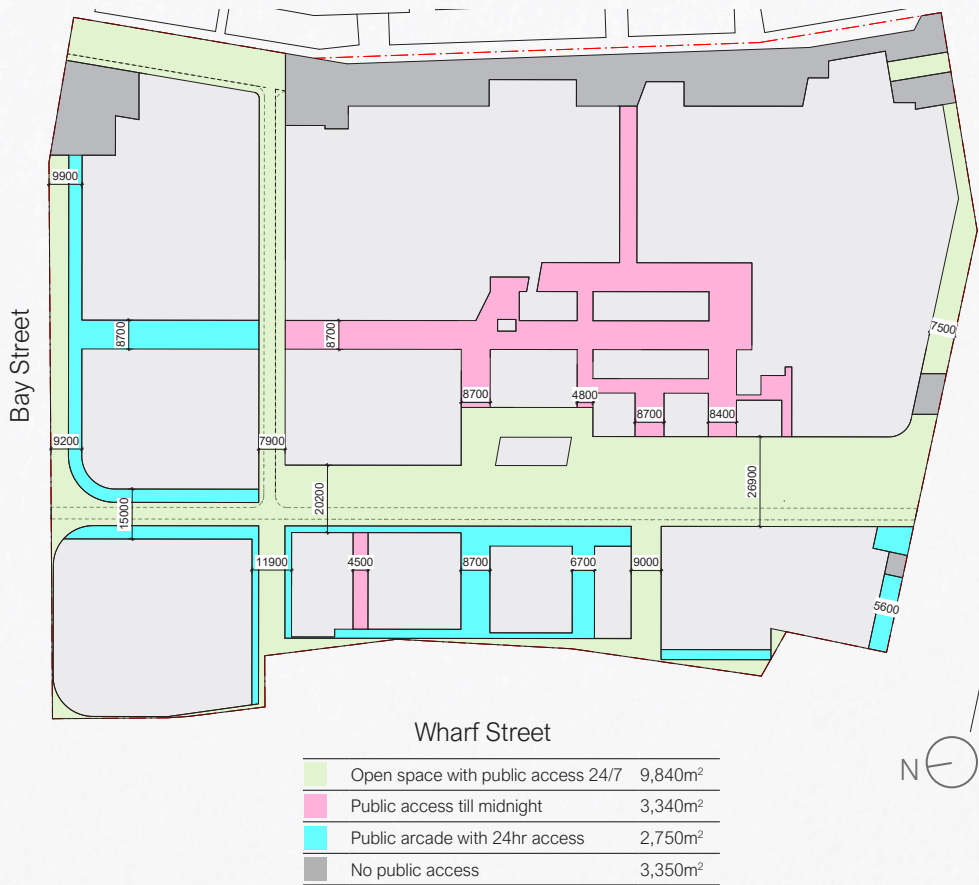 9900
Bay Street
8700
8700
7500
8700
4800
8700
8400
9200
7900
15000
20200
26900
11900
4500
8700
6700
9000
5600
Wharf Street
N
Open space with public access 24/7 9,840m²
Public access till midnight 3,340m²
Public arcade with 24hr access 2,750m²
No public access 3,350m²